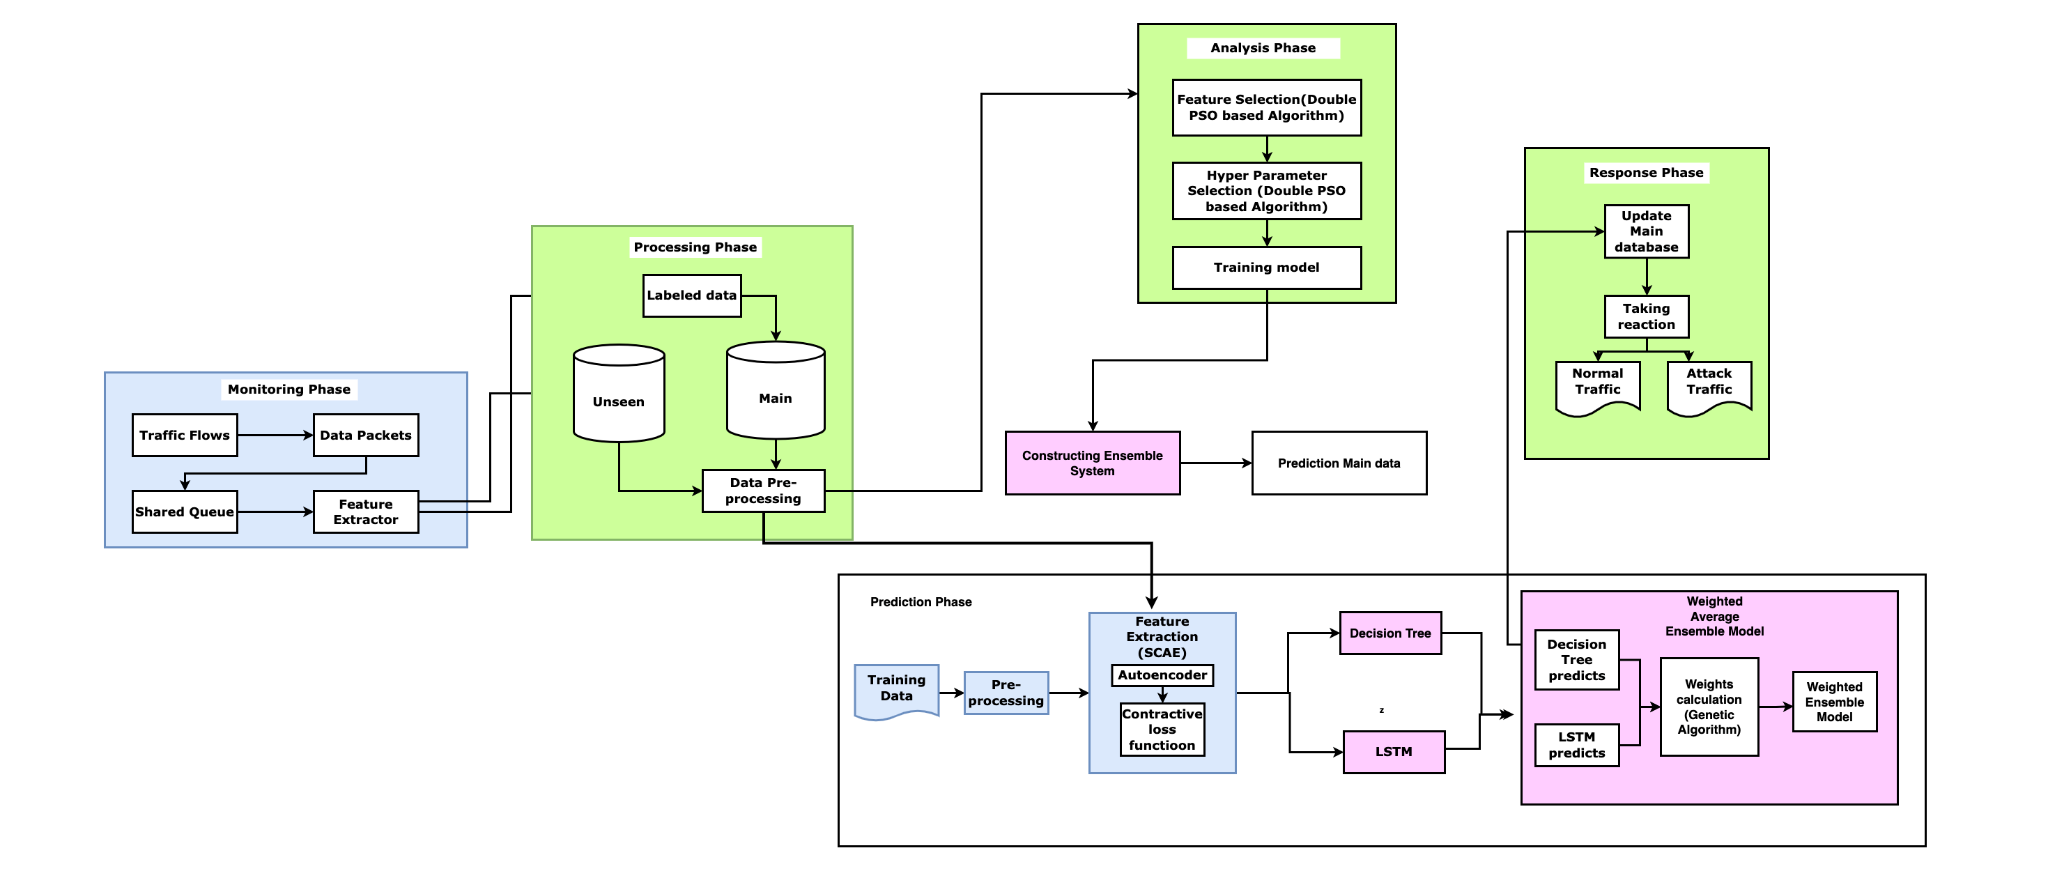 Analysis Phase
Feature Selection(Double
PSO based Algorithm)
Hyper Parameter
Selection (Double PSO
based Algorithm)
Training model
Response Phase
Update
Main
database
Taking
reaction
Normal
Traffic
Attack
Traffic
Processing Phase
Labeled data
Unseen
Main
Data Pre-
processing
Monitoring Phase
Traffic Flows
Data Packets
Shared Queue
Feature
Extractor
Constructing Ensemble
System
Prediction Main data
Prediction Phase
Training
Data
Pre-
processing
Feature
Extraction
(SCAE)
Autoencoder
Contractive
loss
functioon
Decision Tree
z
LSTM
Weighted
Average
Ensemble Model
Decision
Tree
predicts
LSTM
predicts
Weights
calculation
(Genetic
Algorithm)
Weighted
Ensemble
Model